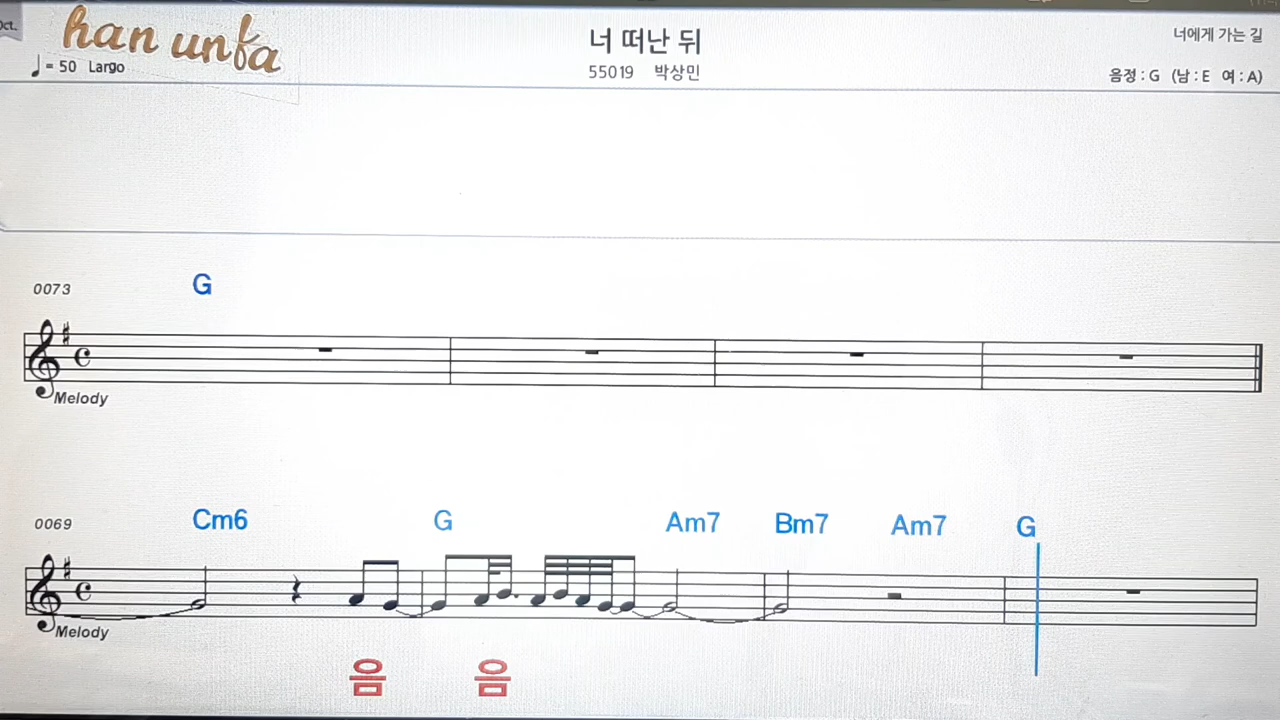 Oct.
han unfa
너 떠난 뒤
너에게 가는 길
♩= 50 Largo
55019 박상민
음정 : G (남 : E 여 : A)
0073 G
Melody
0069 Cm6 G Am7 Bm7 Am7 G
Melody
음 음